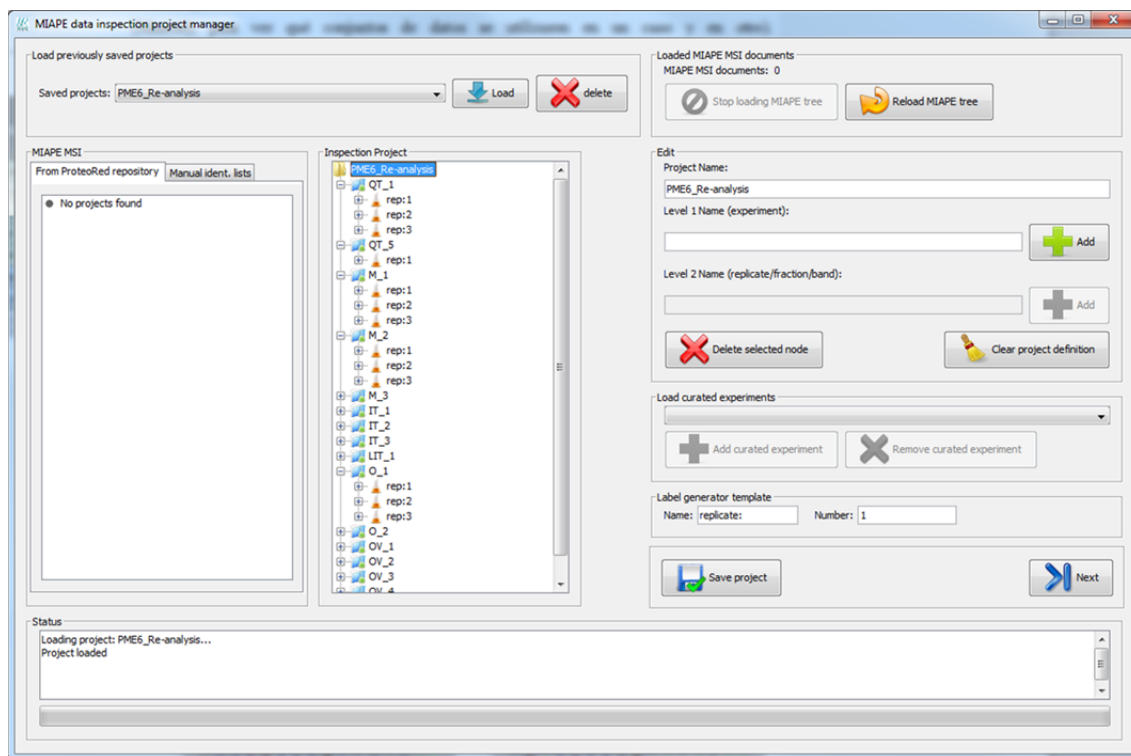 MIAPE data inspection project manager
Load previously saved projects
Saved projects: PME6_Re-analysis
Load
delete
Loaded MIAPE MSI documents
MIAPE MSI documents: 0
Stop loading MIAPE tree
Reload MIAPE tree
MIAPE MSI
From ProteoRed repository
Manual ident. lists
No projects found
Inspection Project
PME6_Re-analysis
QT_1
rep:1
rep:2
rep:3
QT_5
rep:1
M_1
rep:1
rep:2
rep:3
M_2
rep:1
rep:2
rep:3
M_3
IT_1
IT_2
IT_3
LIT_1
O_1
rep:1
rep:2
rep:3
O_2
OV_1
OV_2
OV_3
OV_4
Edit
Project Name:
PME6_Re-analysis
Level 1 Name (experiment):
Add
Level 2 Name (replicate/fraction/band):
Add
Delete selected node
Clear project definition
Load curated experiments
Add curated experiment
Remove curated experiment
Label generator template
Name: replicate: Number: 1
Save project
Next
Status
Loading project: PME6_Re-analysis...
Project loaded